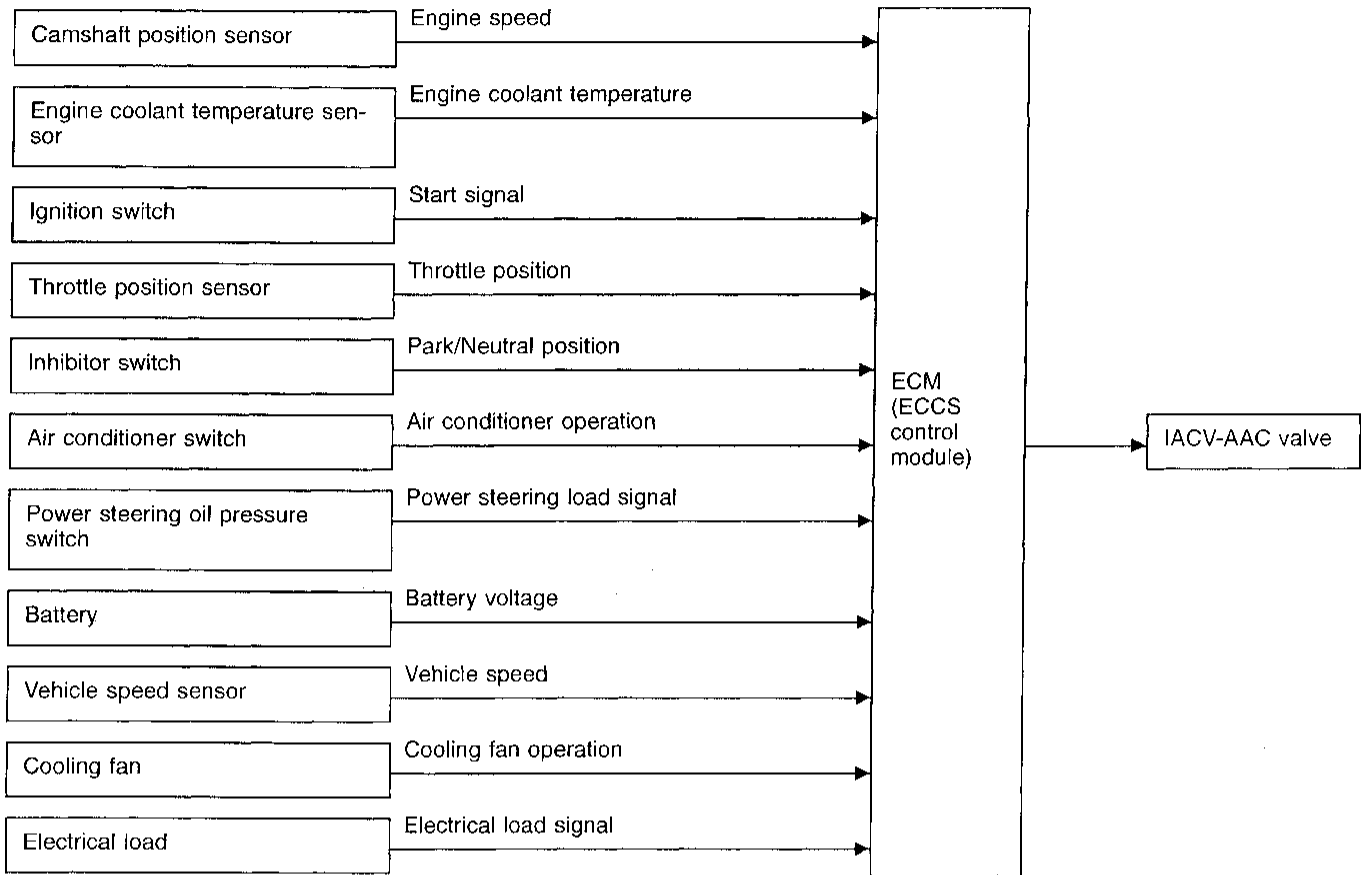 Camshaft position sensor
Engine speed
Engine coolant temperature sen-
sor
Engine coolant temperature
Ignition switch
Start signal
Throttle position sensor
Throttle position
Inhibitor switch
Park/Neutral position
Air conditioner switch
Air conditioner operation
Power steering oil pressure
switch
Power steering load signal
Battery
Battery voltage
Vehicle speed sensor
Vehicle speed
Cooling fan
Cooling fan operation
Electrical load
Electrical load signal
ECM
(ECCS
control
module)
IACV-AAC valve